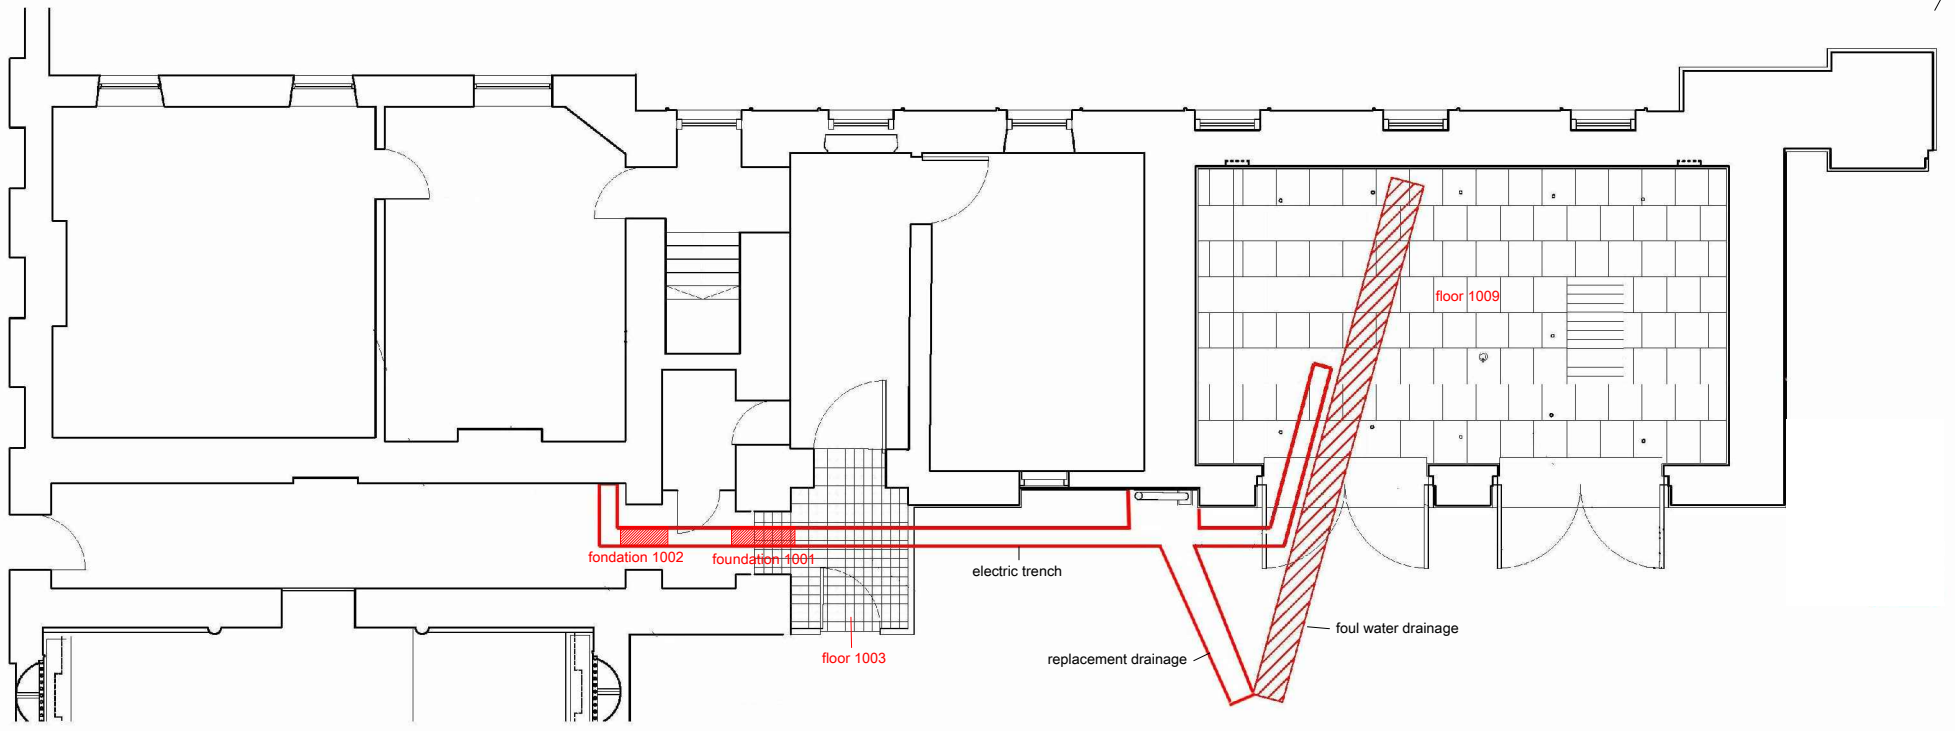 floor 1009
fondation 1002
foundation 1001
electric trench
foul water drainage
floor 1003
replacement drainage